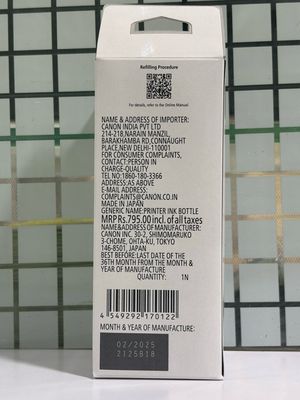 Refilling Procedure
For details, refer to the Online Manual
NAME & ADDRESS OF IMPORTER:
CANON INDIA PVT LTD
214-218,NARAIN MANZIL,
BARAKHAMBA RD,CONNAUGHT
PLACE,NEW DELHI-110001
FOR CONSUMER COMPLAINTS,
CONTACT:PERSON IN
CHARGE-QUALITY
TEL.NO:1860-180-3366
ADDRESS:AS ABOVE
E-MAIL ADDRESS:
COMPLAINTS@CANON.CO.IN
MADE IN JAPAN
GENERIC NAME:PRINTER INK BOTTLE
MRP Rs.795.00 incl. of all taxes
NAME&ADDRESS OF MANUFACTURER:
CANON INC. 30-2, SHIMOMARUKO
3-CHOME, OHTA-KU, TOKYO
146-8501, JAPAN
BEST BEFORE:LAST DATE OF THE
36TH MONTH FROM MONTH &
YEAR OF MANUFACTURE
QUANTITY: 1N
4 549292 170122
MONTH & YEAR OF MANUFACTURE:
02/2025
2125B18